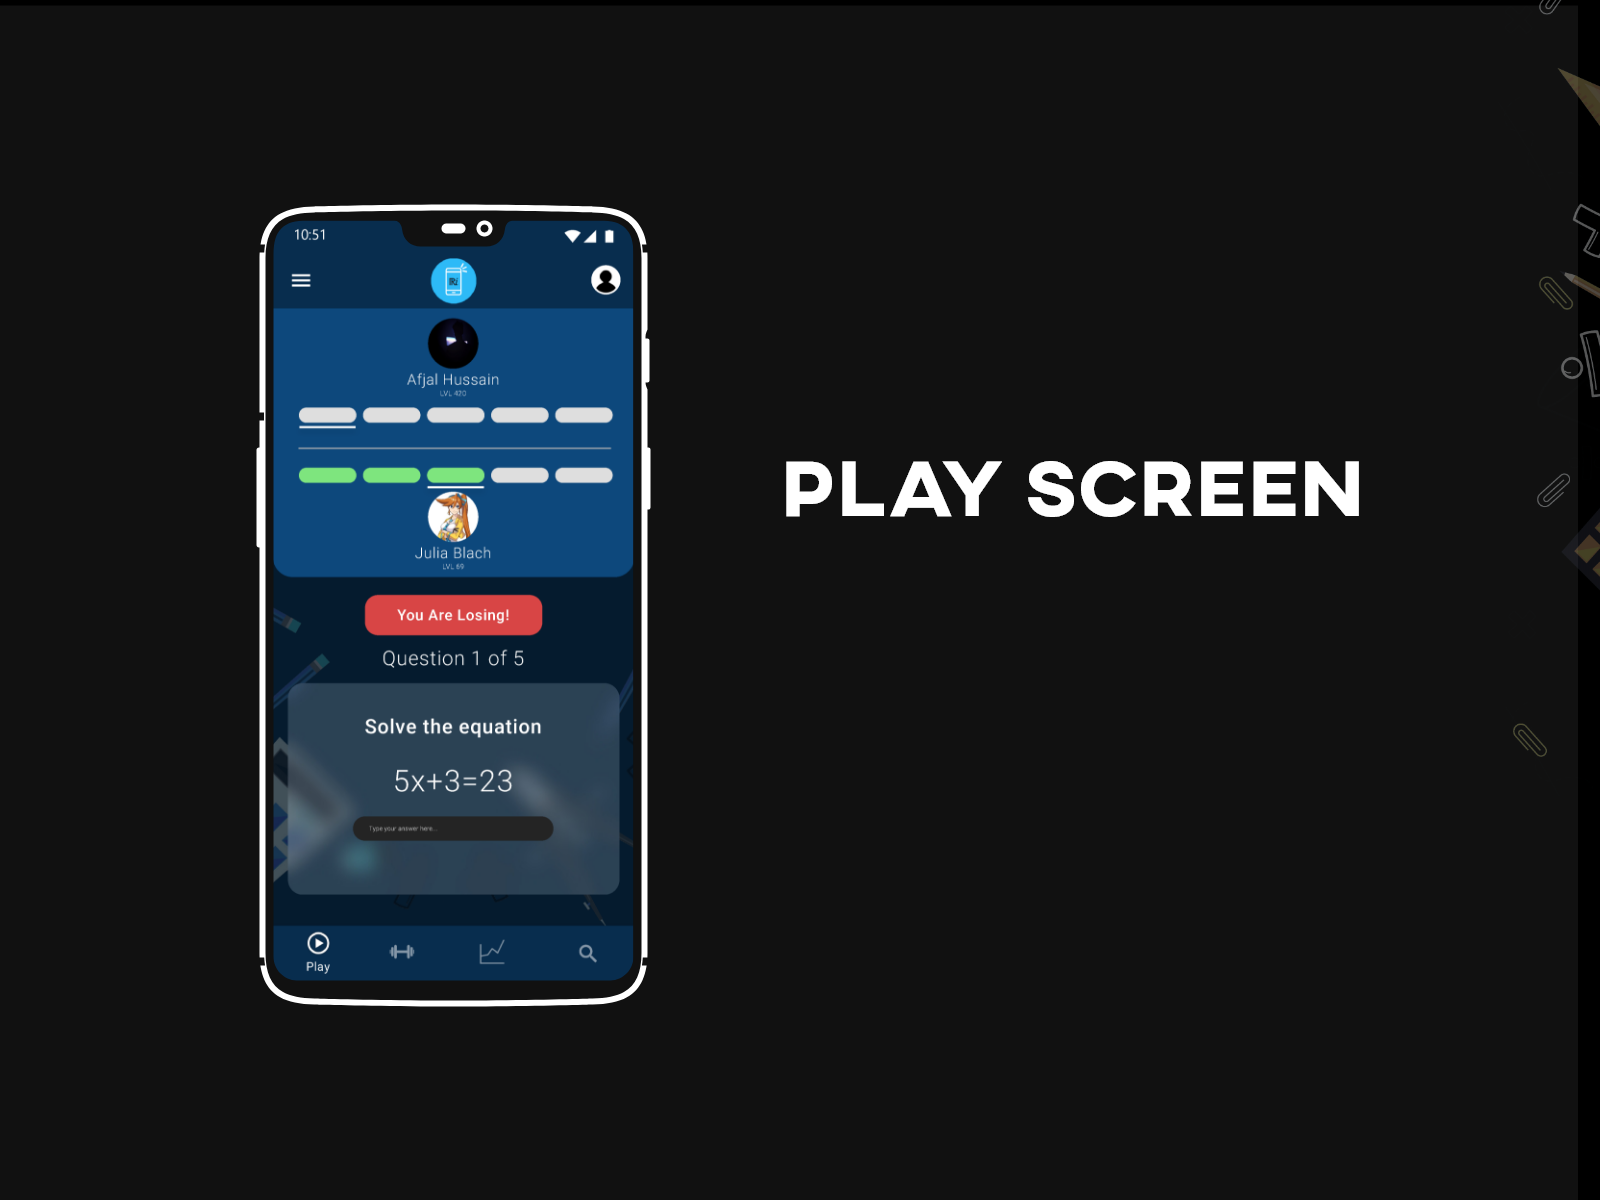 10:51
Afjal Hussain
LVL 420
Julia Blach
LVL 69
You Are Losing!
Question 1 of 5
Solve the equation
5x+3=23
Type your answer here...
Play
PLAY SCREEN